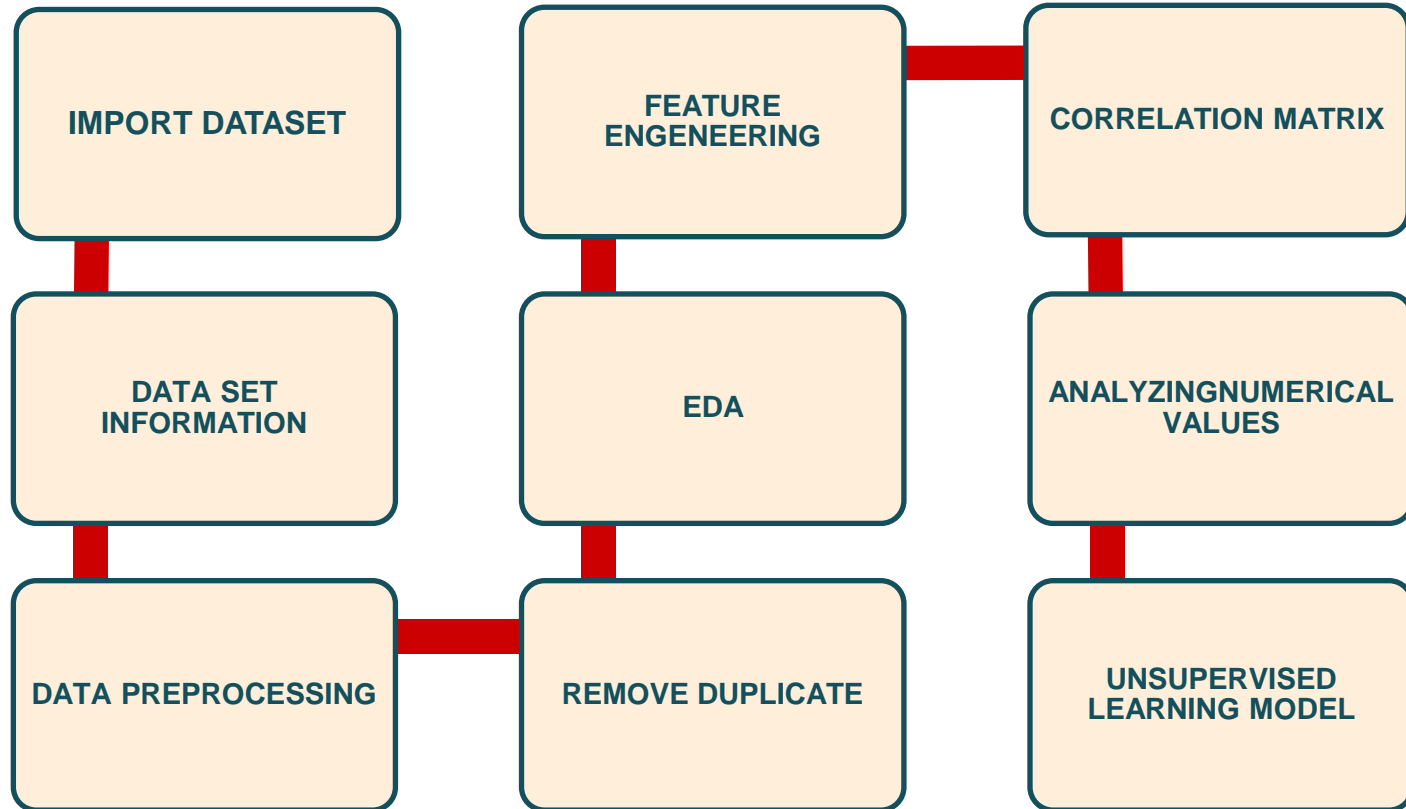 IMPORT DATASET
DATA SET
INFORMATION
DATA PREPROCESSING
REMOVE DUPLICATE
EDA
FEATURE
ENGENEERING
CORRELATION MATRIX
ANALYZINGNUMERICAL
VALUES
UNSUPERVISED
LEARNING MODEL